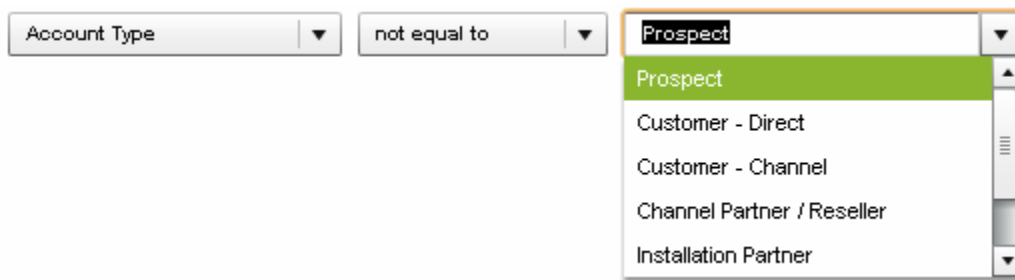 Account Type not equal to Prospect
Prospect
Customer - Direct
Customer - Channel
Channel Partner / Reseller
Installation Partner